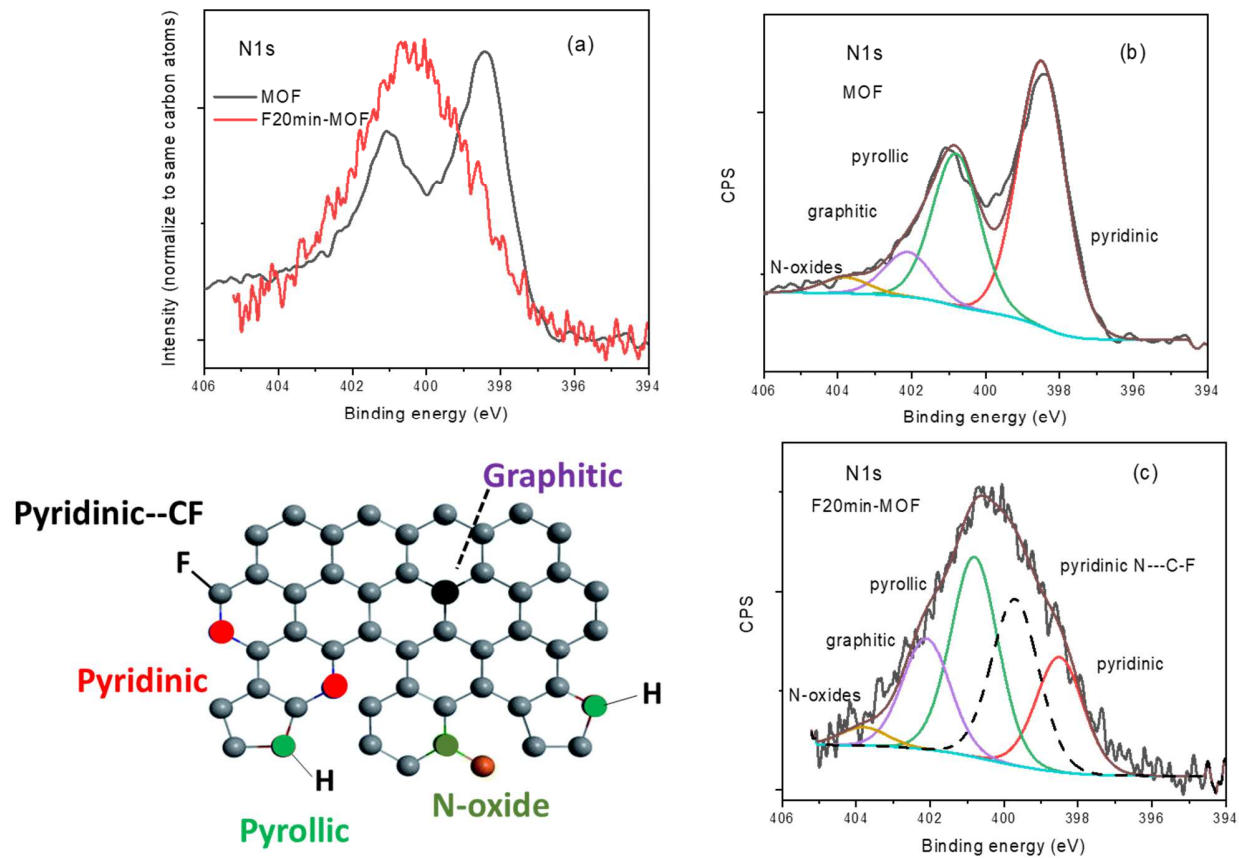 N1s
(a)
MOF
F20min-MOF
Intensity (normalize to same carbon atoms)
406 404 402 400 398 396 394
Binding energy (eV)
N1s
(b)
MOF
pyrollic
graphitic
N-oxides
pyridinic
CPS
406 404 402 400 398 396 394
Binding energy (eV)
Graphitic
Pyridinic--CF
F
Pyridinic
H
H
N-oxide
Pyrollic
N1s
(c)
F20min-MOF
pyridinic N---C-F
pyrollic
graphitic
pyridinic
N-oxides
CPS
406 404 402 400 398 396 394
Binding energy (eV)